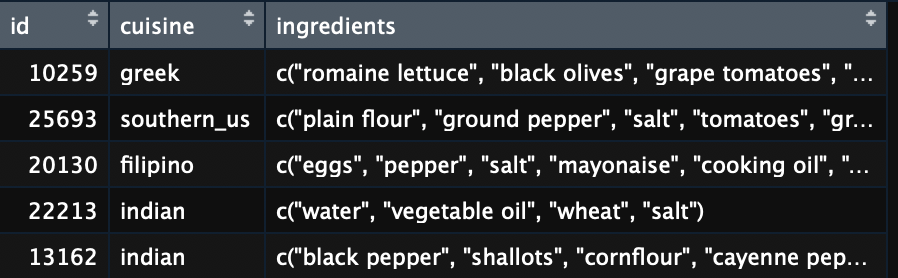 id cuisine ingredients
10259 greek c("romaine lettuce", "black olives", "grape tomatoes", "...
25693 southern_us c("plain flour", "ground pepper", "salt", "tomatoes", "gr...
20130 filipino c("eggs", "pepper", "salt", "mayonaise", "cooking oil", "...
22213 indian c("water", "vegetable oil", "wheat", "salt")
13162 indian c("black pepper", "shallots", "cornflour", "cayenne pep...